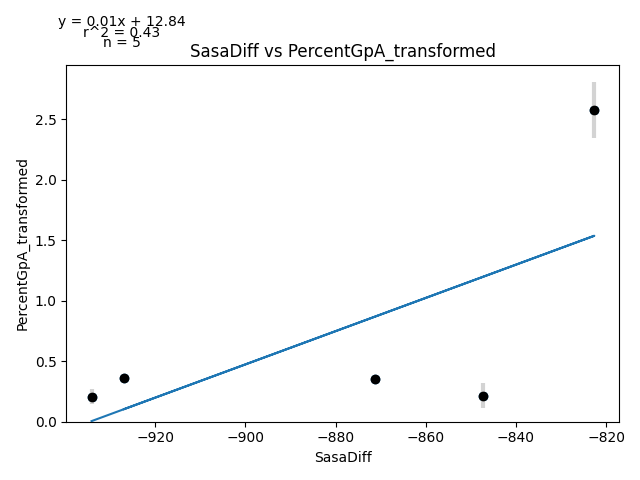 y = 0.01x + 12.84
r^2 = 0.43
n = 5
SasaDiff vs PercentGpA_transformed
PercentGpA_transformed
2.5
2.0
1.5
1.0
0.5
0.0
−920
−900
−880
−860
−840
−820
SasaDiff